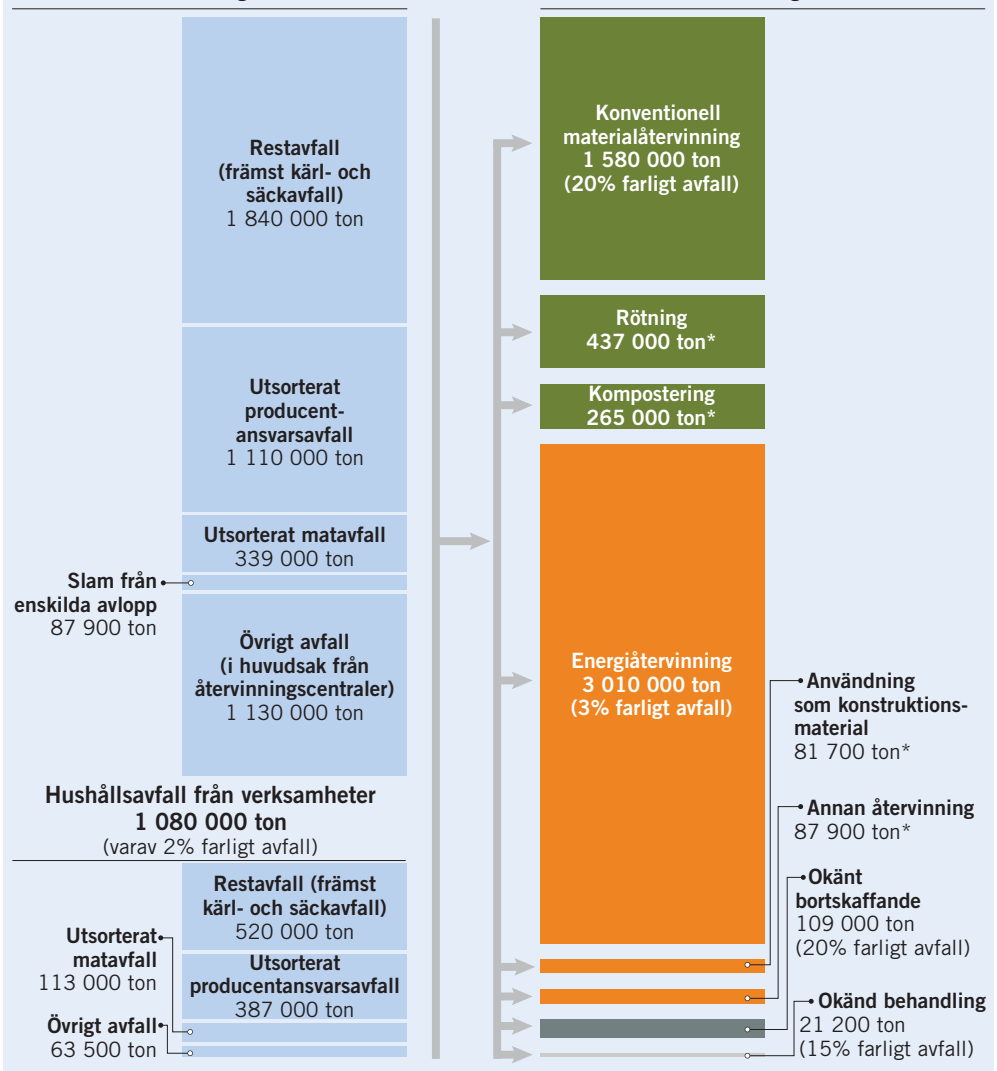 Restavfall
(främst kärl- och
säckavfall)
1 840 000 ton
Utsorterat
producent-
ansvarsavfall
1 110 000 ton
Utsorterat matavfall
339 000 ton
Slam från
enskilda avlopp
87 900 ton
Övrigt avfall
(i huvudsak från
återvinningscentraler)
1 130 000 ton
Hushållsavfall från verksamheter
1 080 000 ton
(varav 2% farligt avfall)
Restavfall (främst
kärl- och säckavfall)
520 000 ton
Utsorterat
producentansvarsavfall
387 000 ton
Utsorterat
matavfall
113 000 ton
Övrigt avfall
63 500 ton
Konventionell
materialåtervinning
1 580 000 ton
(20% farligt avfall)
Rötning
437 000 ton*
Kompostering
265 000 ton*
Energiåtervinning
3 010 000 ton
(3% farligt avfall)
Användning
som konstruktions-
material
81 700 ton*
Annan återvinning
87 900 ton*
Okänt
bortskaffande
109 000 ton
(20% farligt avfall)
Okänd behandling
21 200 ton
(15% farligt avfall)